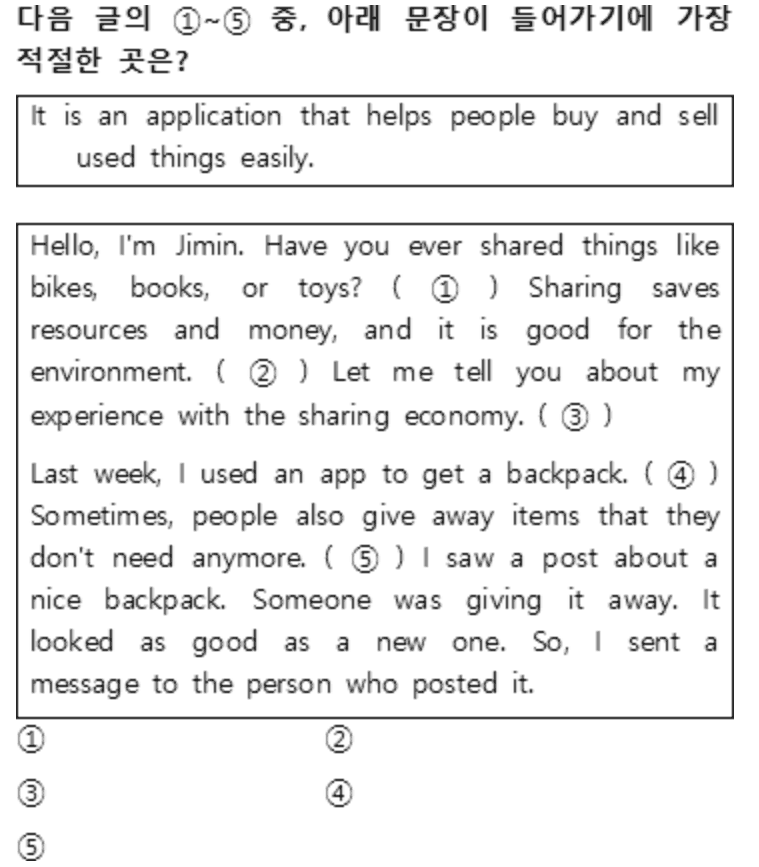 다음 글의 ①~⑤ 중, 아래 문장이 들어가기에 가장
적절한 곳은?
It is an application that helps people buy and sell
used things easily.
Hello, I'm Jimin. Have you ever shared things like
bikes, books, or toys? ( ① ) Sharing saves
resources and money, and it is good for the
environment. ( ② ) Let me tell you about my
experience with the sharing economy. ( ③ )
Last week, I used an app to get a backpack. ( ④ )
Sometimes, people also give away items that they
don't need anymore. ( ⑤ ) I saw a post about a
nice backpack. Someone was giving it away. It
looked as good as a new one. So, I sent a
message to the person who posted it.
① ②
③ ④
⑤